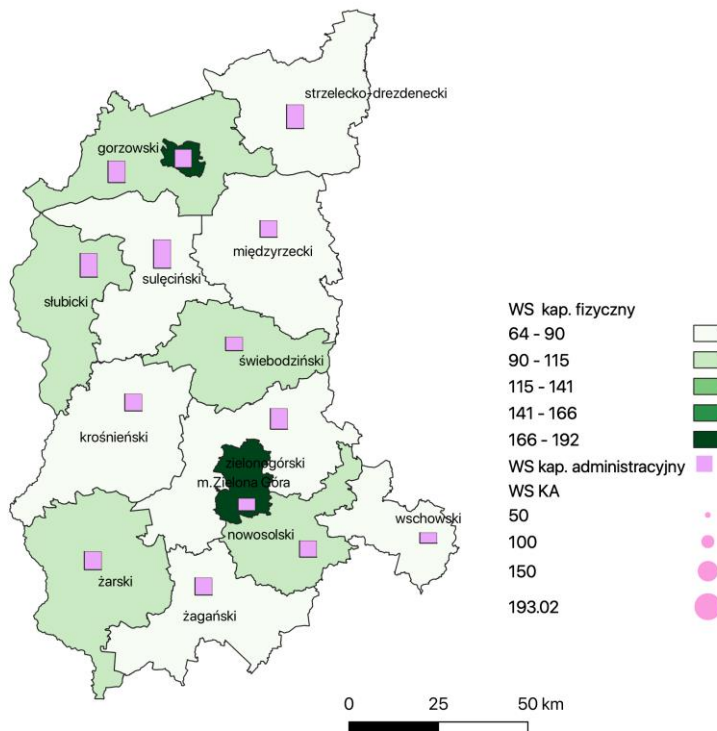 strzelecko-drezdenecki
gorzowski
międzyrzecki
sulęciński
słubicki
świebodziński
krośnieński
zielonogórski
m.Zielona Góra
wschowski
nowosolski
żarski
żagański
WS kap. fizyczny
64 - 90
90 - 115
115 - 141
141 - 166
166 - 192
WS kap. administracyjny
WS KA
50
100
150
193.02
0 25 50 km